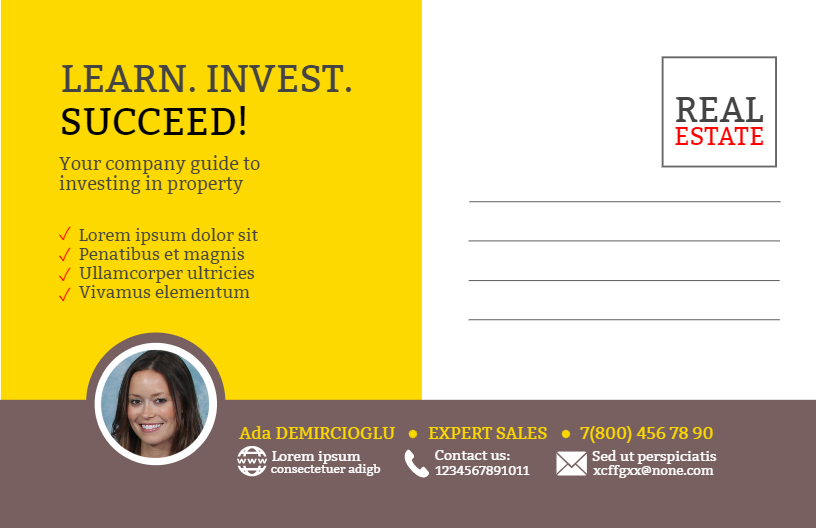 LEARN. INVEST.
SUCCEED!
Your company guide to
investing in property
Lorem ipsum dolor sit
Penatibus et magnis
Ullamcorper ultricies
Vivamus elementum
REAL
ESTATE
Ada DEMIRCIOGLU ● EXPERT SALES ● 7(800) 456 78 90
www
Lorem ipsum
consectetuer adigb
Contact us:
1234567891011
Sed ut perspiciatis
xcffgxx@none.com